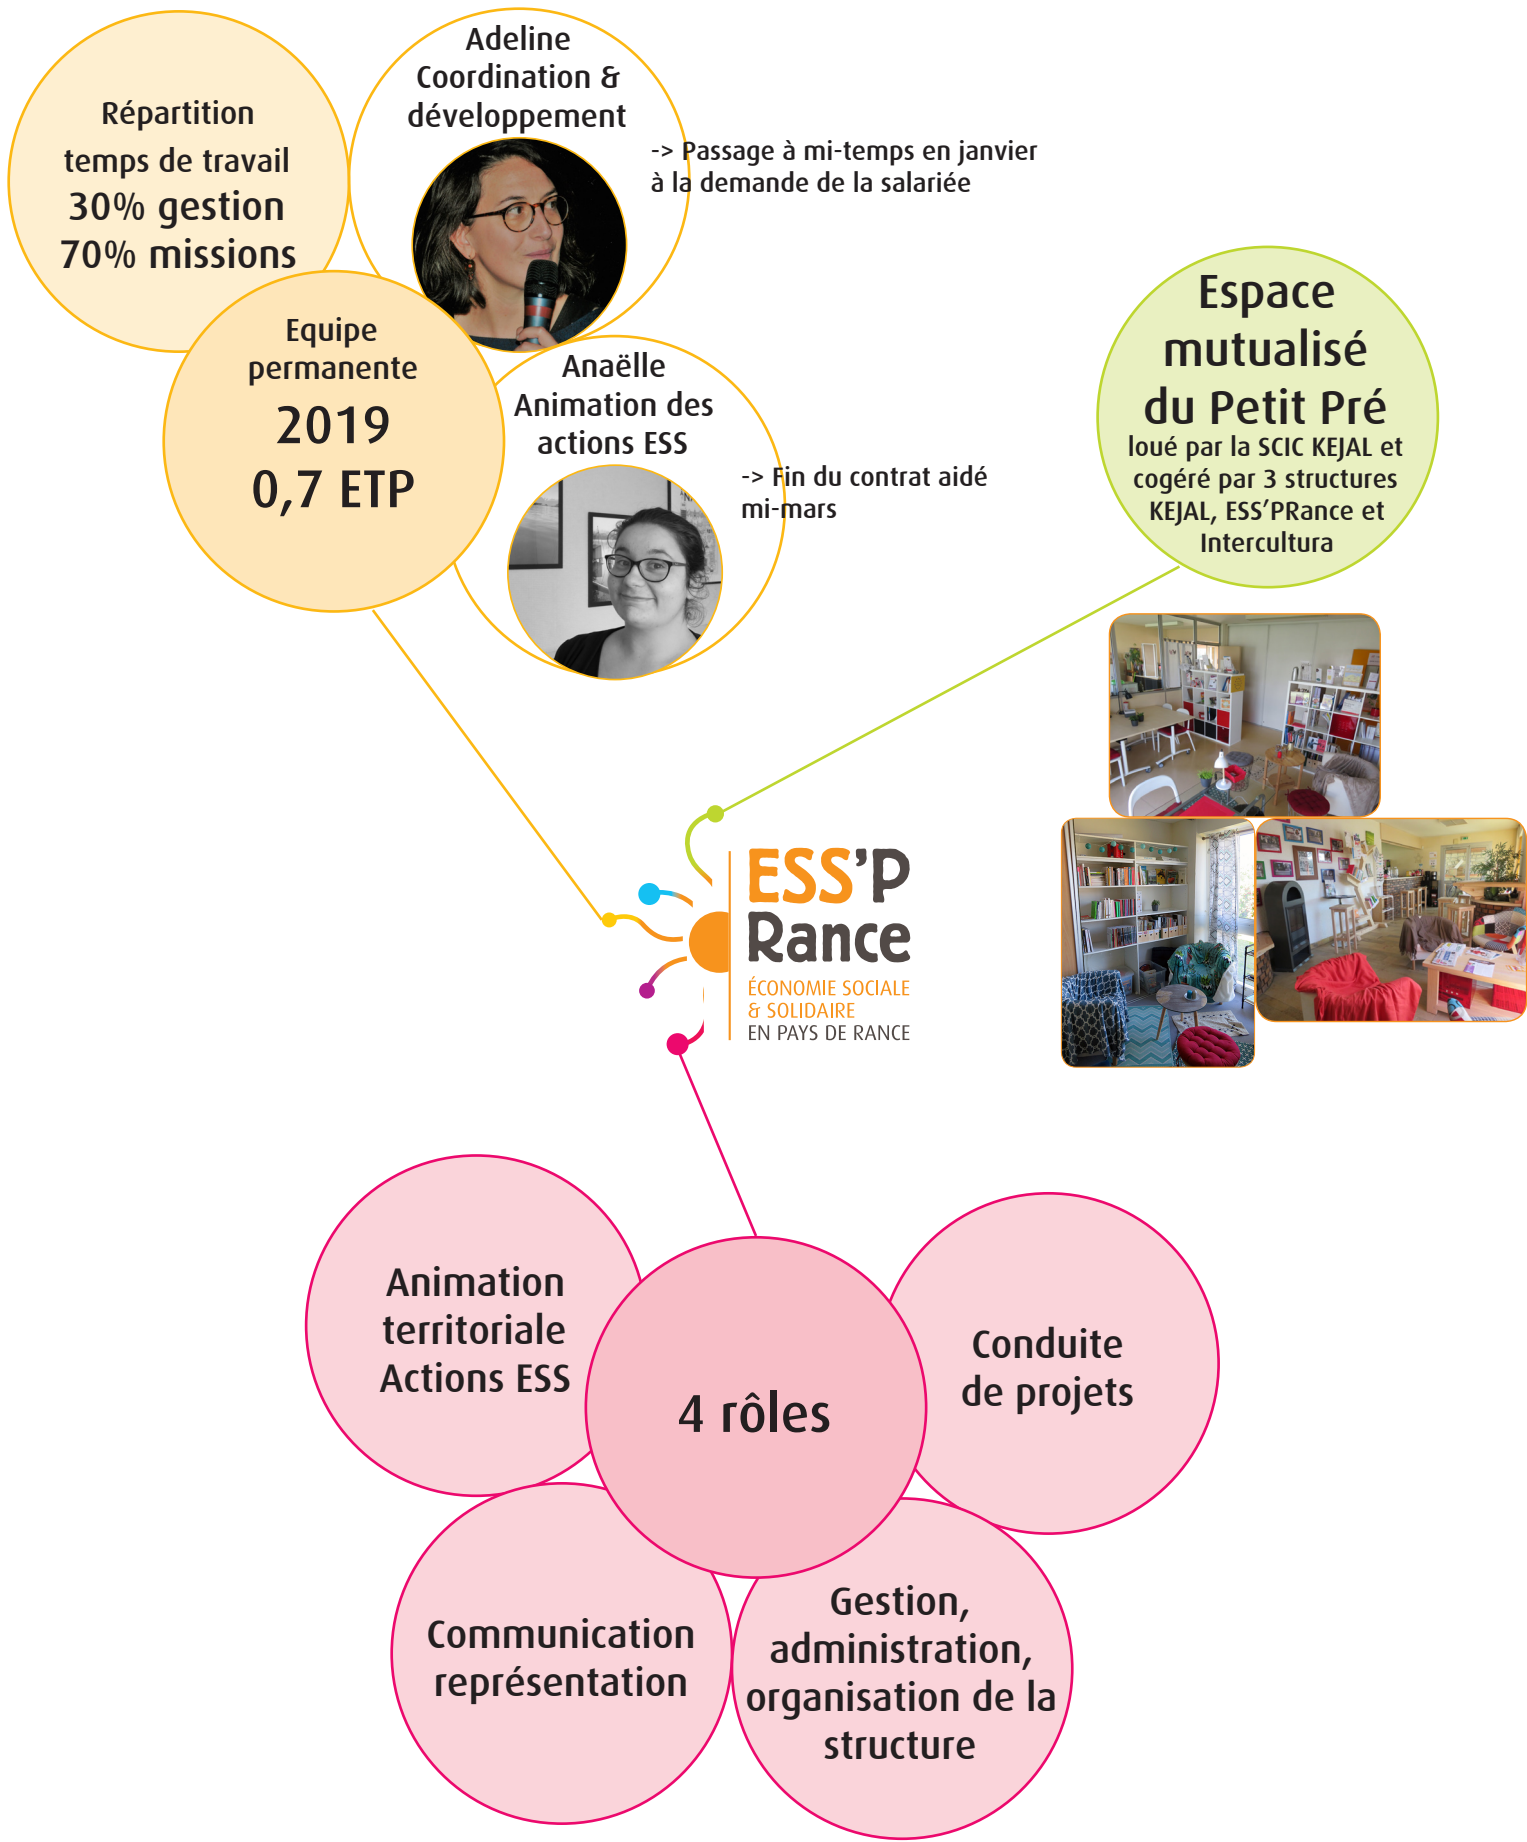 Adeline
Coordination &
développement
Répartition
temps de travail
30% gestion
70% missions
-> Passage à mi-temps en janvier
à la demande de la salariée
Equipe
permanente
2019
0,7 ETP
Anaëlle
Animation des
actions ESS
-> Fin du contrat aidé
mi-mars
Espace
mutualisé
du Petit Pré
loué par la SCIC KEJAL et
cogéré par 3 structures
KEJAL, ESS’PRance et
Intercultura
ESS’P
Rance
ÉCONOMIE SOCIALE
& SOLIDAIRE
EN PAYS DE RANCE
Animation
territoriale
Actions ESS
4 rôles
Conduite
de projets
Communication
représentation
Gestion,
administration,
organisation de la
structure